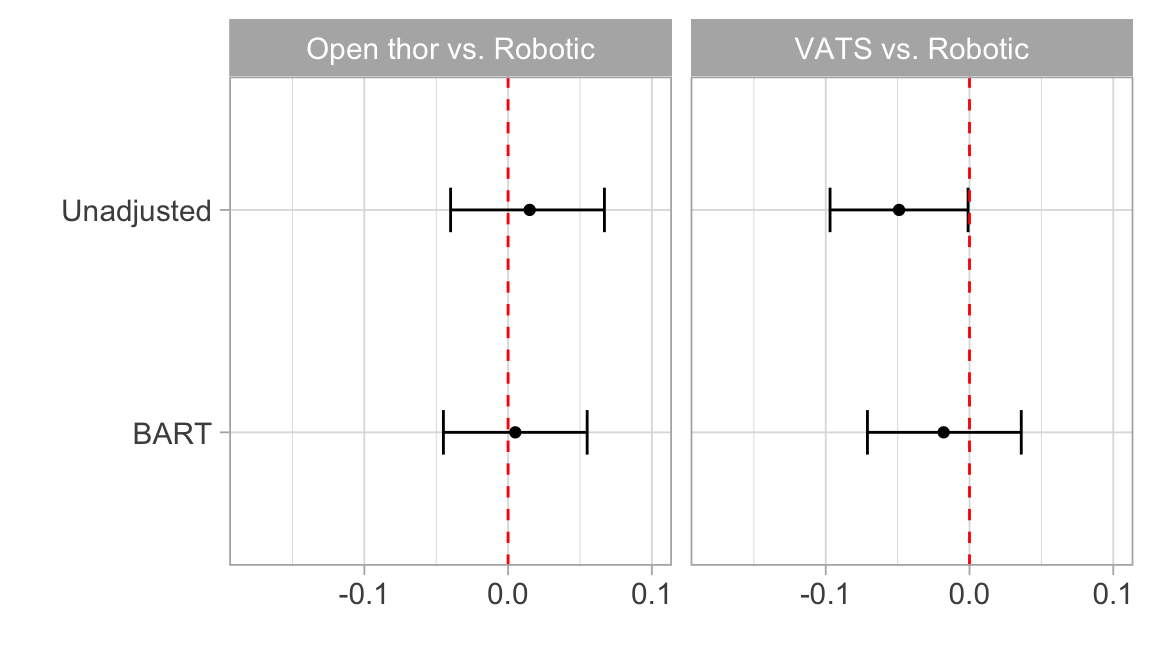 Open thor vs. Robotic
VATS vs. Robotic
Unadjusted
BART
-0.1 0.0 0.1
-0.1 0.0 0.1